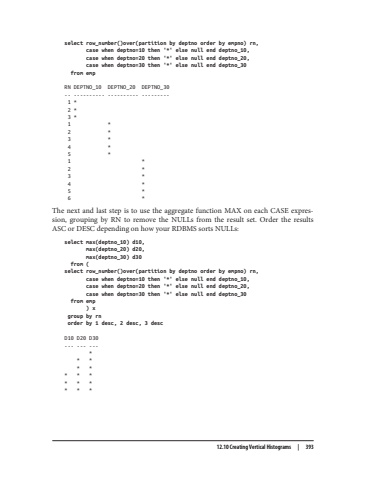 select row_number()over(partition by deptno order by empno) rn,
case when deptno=10 then '*' else null end deptno_10,
case when deptno=20 then '*' else null end deptno_20,
case when deptno=30 then '*' else null end deptno_30
from emp
RN DEPTNO_10 DEPTNO_20 DEPTNO_30
-- ---------- ---------- ---------
1 *
2 *
3 *
1 *
2 *
3 *
4 *
5 *
1 *
2 *
3 *
4 *
5 *
6 *
The next and last step is to use the aggregate function MAX on each CASE expres-
sion, grouping by RN to remove the NULLs from the result set. Order the results
ASC or DESC depending on how your RDBMS sorts NULLs:
select max(deptno_10) d10,
max(deptno_20) d20,
max(deptno_30) d30
from (
select row_number()over(partition by deptno order by empno) rn,
case when deptno=10 then '*' else null end deptno_10,
case when deptno=20 then '*' else null end deptno_20,
case when deptno=30 then '*' else null end deptno_30
from emp
) x
group by rn
order by 1 desc, 2 desc, 3 desc
D10 D20 D30
--- --- ---
*
* *
* *
* * *
* * *
* * *
12.10 Creating Vertical Histograms | 393